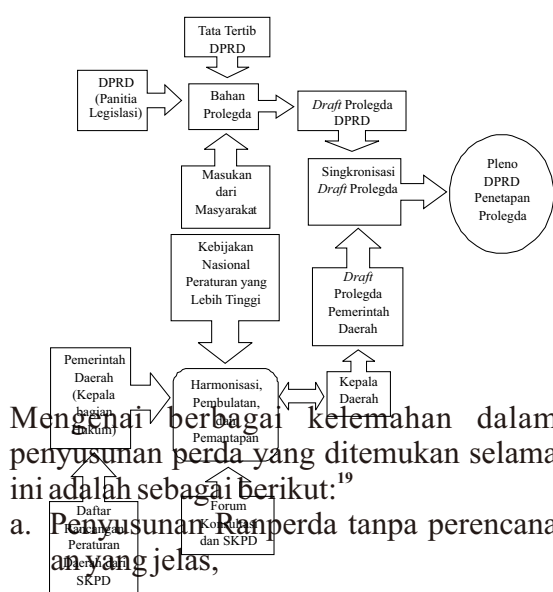 Tata Tertib
DPRD
DPRD
(Panitia
Legislasi)
Bahan
Prolegda
Draft Prolegda
DPRD
Masukan
dari
Masyarakat
Singkronisasi
Draft Prolegda
Pleno
DPRD
Penetapan
Prolegda
Kebijakan
Nasional
Peraturan yang
Lebih Tinggi
Draft
Prolegda
Pemerintah
Daerah
Pemerintah
Daerah
(Kepala
bagian
Hukum)
Harmonisasi,
Pembulatan,
dan
Pemantapan
Kepala
Daerah
Daftar
Rancangan
Peraturan
Daerah dari
SKPD
Forum
Konsultasi
dan SKPD
Mengenai berbagai kelemahan dalam
penyusunan perda yang ditemukan selama
ini adalah sebagai berikut:19
a. Penyusunan Ranperda tanpa perencana
an yang jelas,